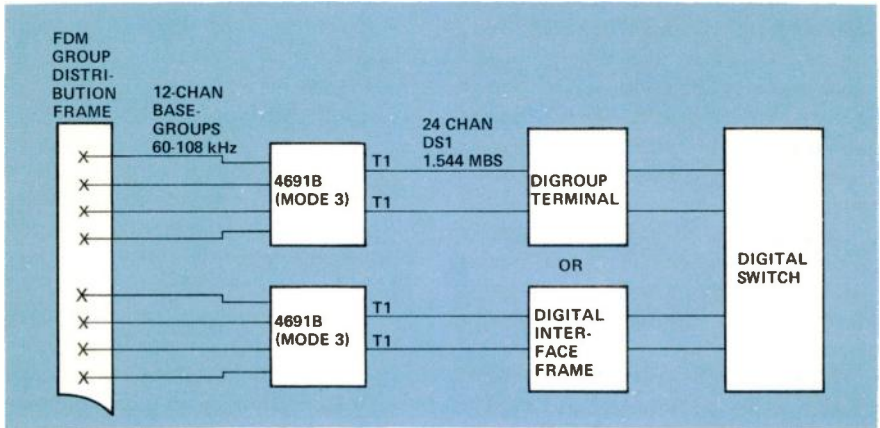 FDM
GROUP
DISTRI-
BUTION
FRAME
12-CHAN
BASE-
GROUPS
60-108 kHz
X
X
X
X
X
X
X
X
4691B
(MODE 3)
T1
T1
24 CHAN
DS1
1.544 MBS
DIGROUP
TERMINAL
OR
4691B
(MODE 3)
T1
T1
DIGITAL
INTER-
FACE
FRAME
DIGITAL
SWITCH